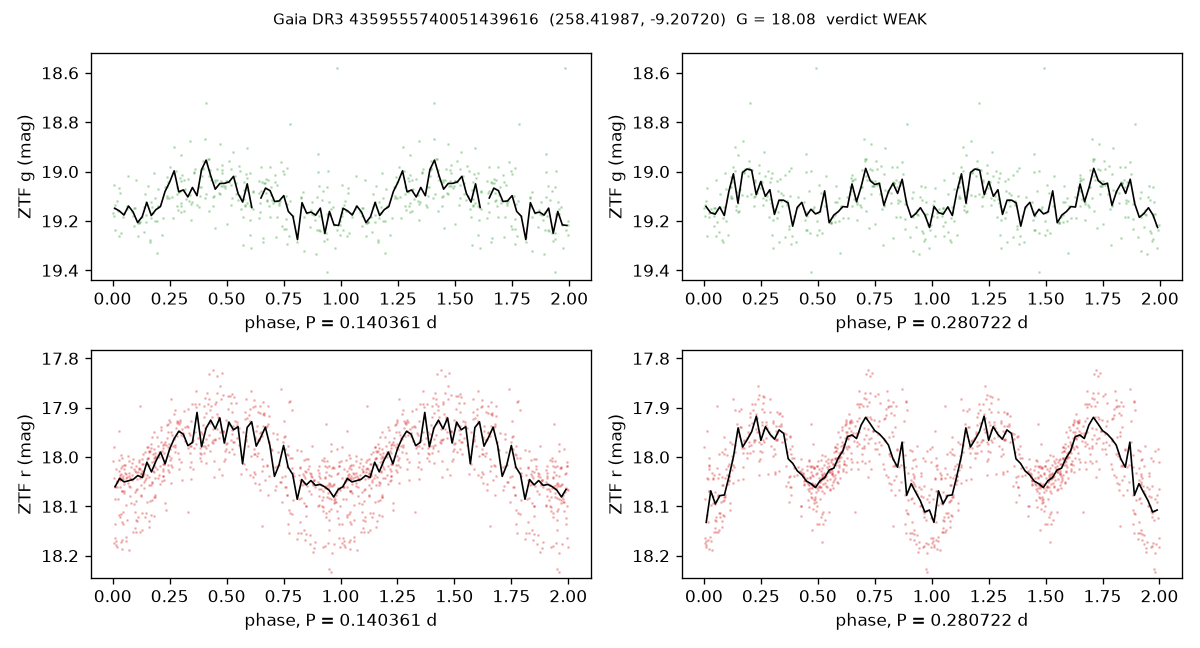 Gaia DR3 4359555740051439616  (258.41987, -9.20720)  G = 18.08  verdict WEAK
ZTF g (mag)
18.6
18.8
19.0
19.2
19.4
0.00 0.25 0.50 0.75 1.00 1.25 1.50 1.75 2.00
phase, P = 0.140361 d
ZTF g (mag)
18.6
18.8
19.0
19.2
19.4
0.00 0.25 0.50 0.75 1.00 1.25 1.50 1.75 2.00
phase, P = 0.280722 d
ZTF r (mag)
17.8
17.9
18.0
18.1
18.2
0.00 0.25 0.50 0.75 1.00 1.25 1.50 1.75 2.00
phase, P = 0.140361 d
ZTF r (mag)
17.8
17.9
18.0
18.1
18.2
0.00 0.25 0.50 0.75 1.00 1.25 1.50 1.75 2.00
phase, P = 0.280722 d